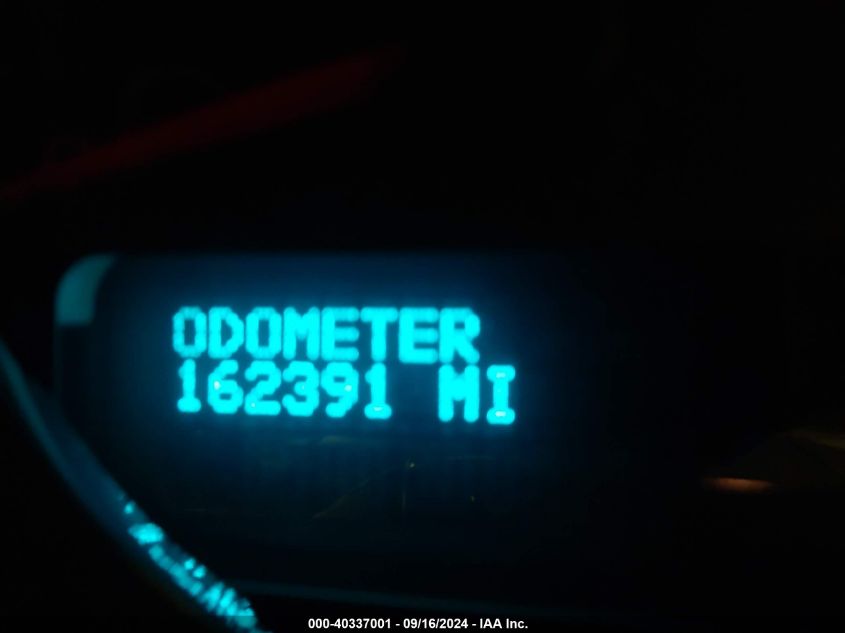 ODOMETER
162391 MI
000-40337001 - 09/16/2024 - IAA Inc.